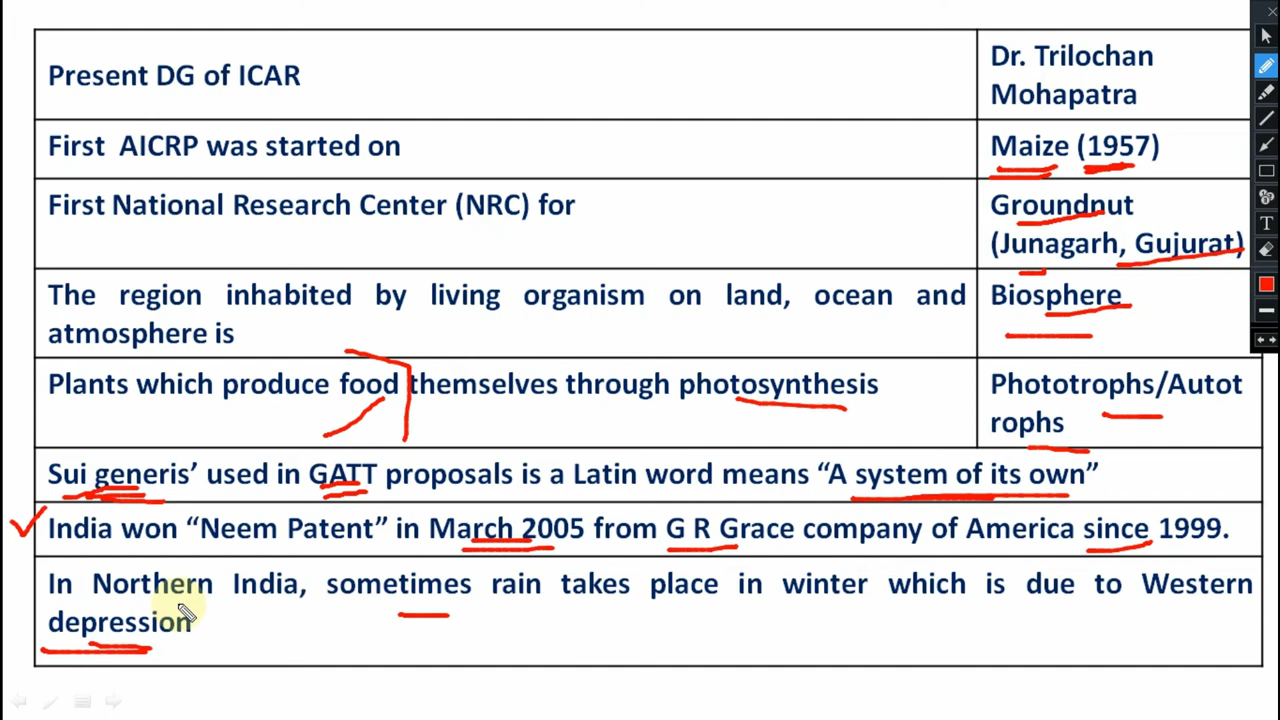 Present DG of ICAR
Dr. Trilochan
Mohapatra
First AICRP was started on
Maize (1957)
First National Research Center (NRC) for
Groundnut
(Junagarh, Gujurat)
The region inhabited by living organism on land, ocean and
atmosphere is
Biosphere
Plants which produce food themselves through photosynthesis
Phototrophs/Autot
rophs
Sui generis’ used in GATT proposals is a Latin word means “A system of its own”
India won “Neem Patent” in March 2005 from G R Grace company of America since 1999.
In Northern India, sometimes rain takes place in winter which is due to Western
depression